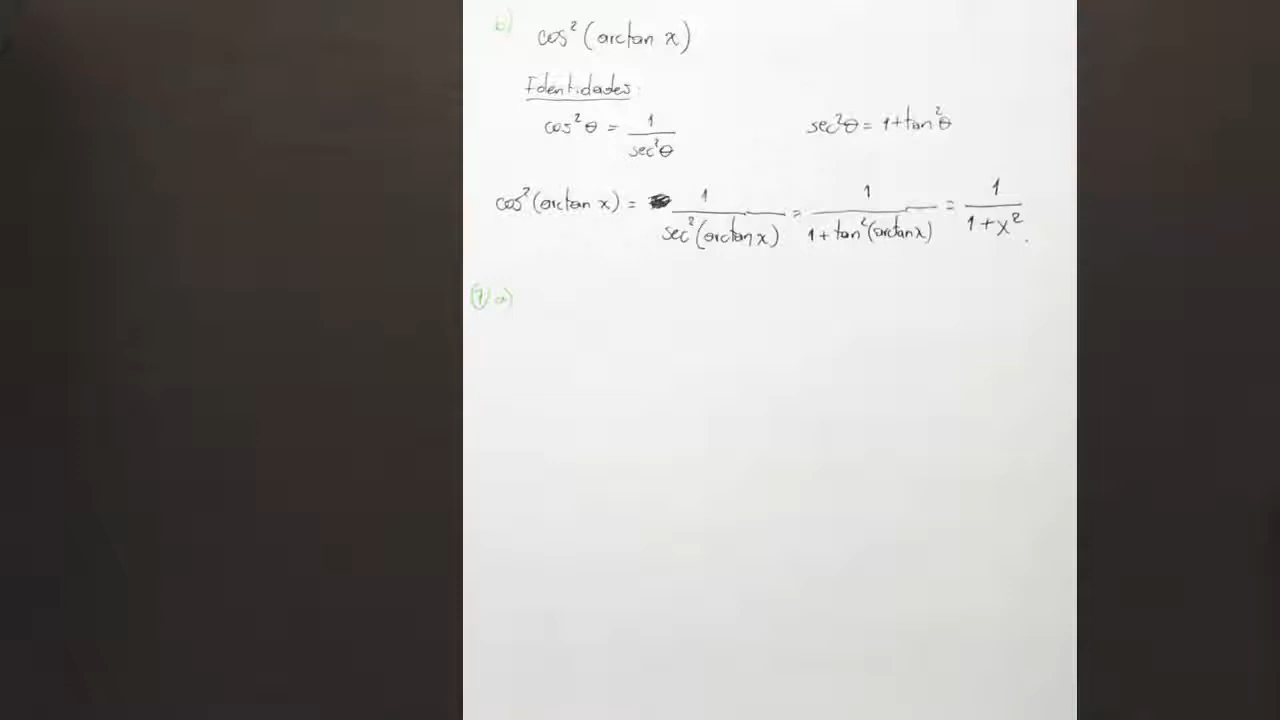 b) cos²(arctan x)
Identidades:
cos²θ = 1/sec²θ    sec²θ = 1+tan²θ
cos²(arctan x) = 1/sec²(arctan x) = 1/1+tan²(arctan x) = 1/1+x².
7) a)